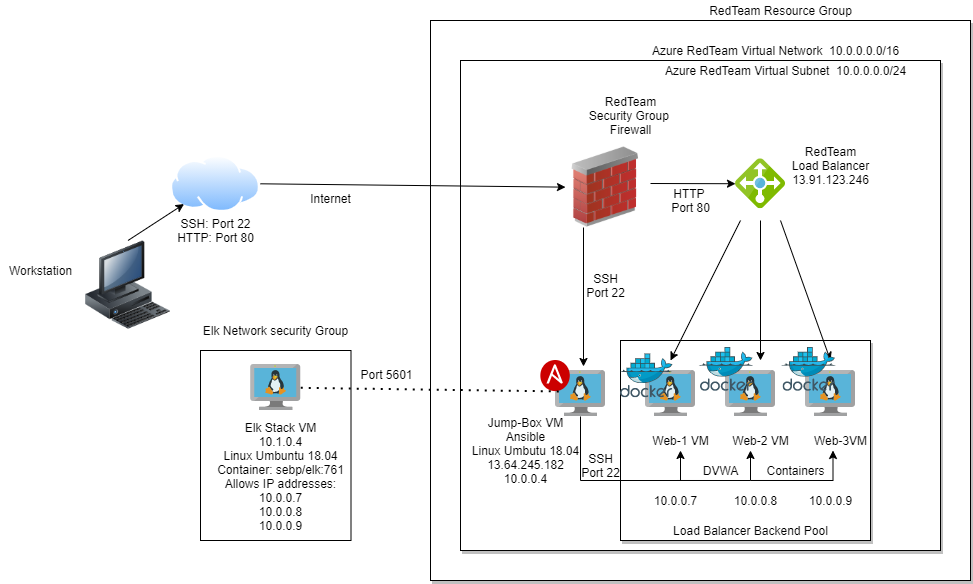 RedTeam Resource Group
Azure RedTeam Virtual Network 10.0.0.0.0/16
Azure RedTeam Virtual Subnet 10.0.0.0.0/24
RedTeam
Security Group
Firewall
RedTeam
Load Balancer
13.91.123.246
Internet
HTTP
Port 80
SSH: Port 22
HTTP: Port 80
Workstation
SSH
Port 22
Elk Network security Group
Port 5601
A
docker
docker
docker
Elk Stack VM
10.1.0.4
Linux Umbuntu 18.04
Container: sebp/elk:761
Allows IP addresses:
10.0.0.7
10.0.0.8
10.0.0.9
Jump-Box VM
Ansible
Linux Umbuntu 18.04
13.64.245.182
10.0.0.4
SSH
Port 22
Web-1 VM
Web-2 VM
Web-3VM
DVWA
Containers
10.0.0.7
10.0.0.8
10.0.0.9
Load Balancer Backend Pool